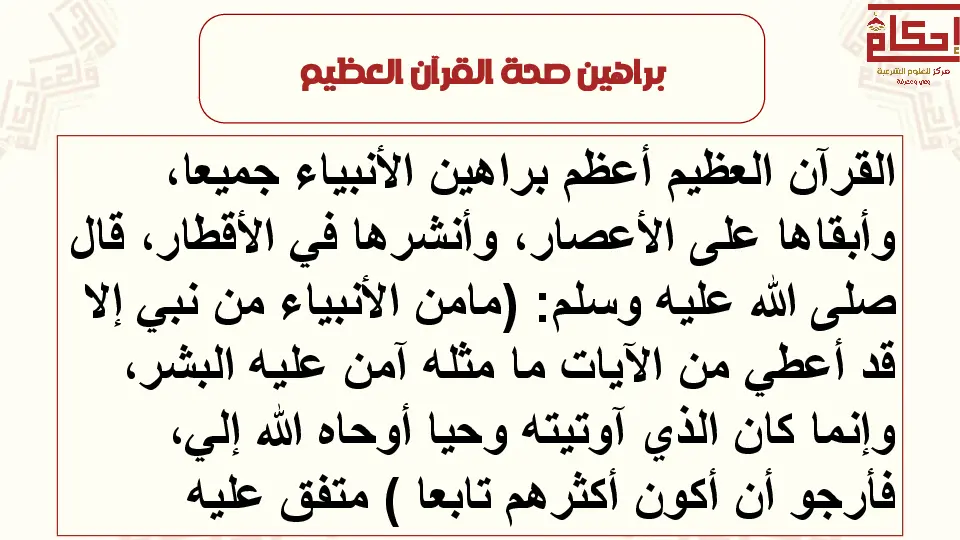 إحكام
مركز للعلوم الشرعية
وعي ومعرفة
براهين صحة القرآن العظيم
القرآن العظيم أعظم براهين الأنبياء جميعا،
وأبقاها على الأعصار، وأنشرها في الأقطار، قال
صلى الله عليه وسلم: (مامن الأنبياء من نبي إلا
قد أعطي من الآيات ما مثله آمن عليه البشر،
وإنما كان الذي آوتيته وحيا أوحاه الله إلي،
فأرجو أن أكون أكثرهم تابعا ) متفق عليه